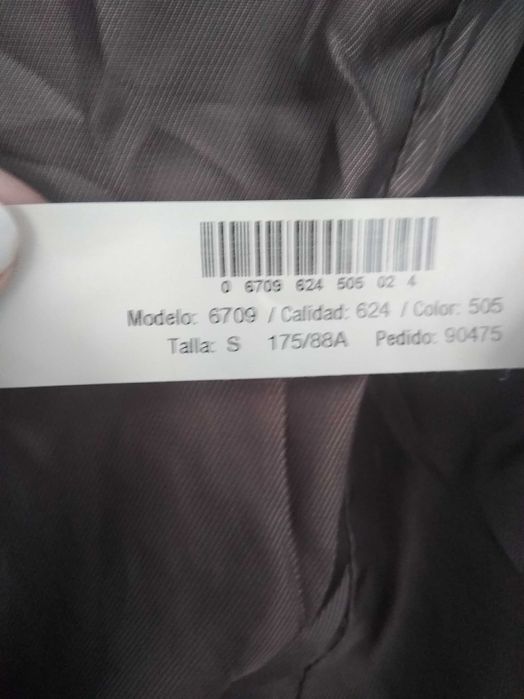 0 6709 624 505 02 4
Modelo: 6709 / Calidad: 624 / Color: 505
Talla: S 175/88A Pedido: 90475